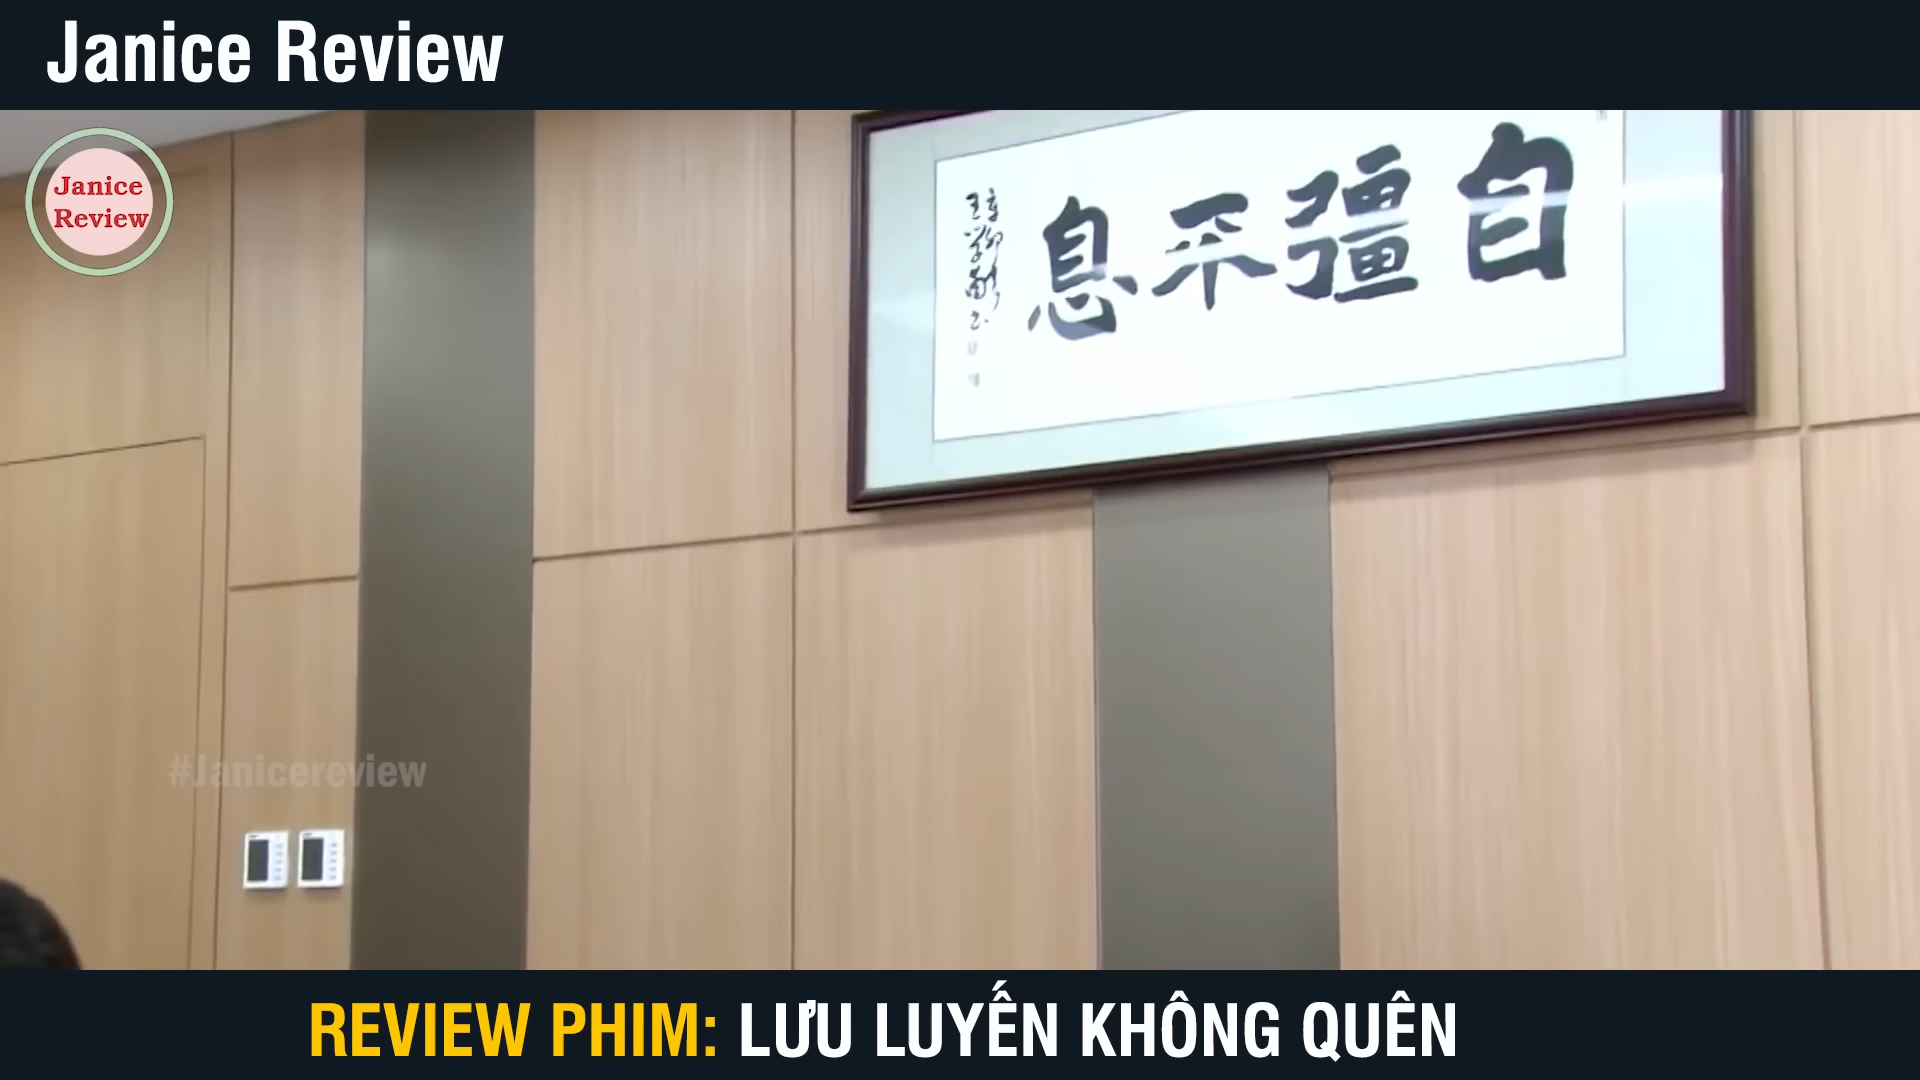 Janice Review
Janice
Review
自彊不息
#Janicereview
REVIEW PHIM: LƯU LUYẾN KHÔNG QUÊN